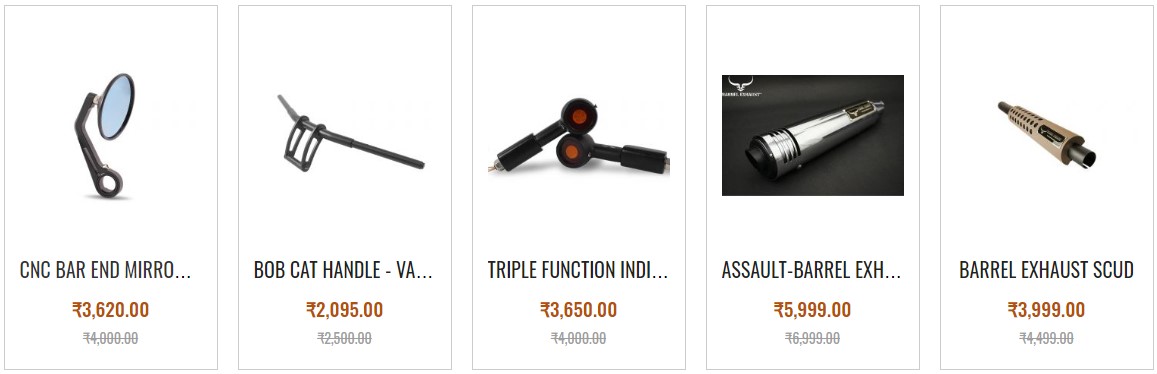 BARREL EXHAUST
CNC BAR END MIRRO...
₹3,620.00
₹4,000.00
BOB CAT HANDLE - VA...
₹2,095.00
₹2,500.00
TRIPLE FUNCTION INDI...
₹3,650.00
₹4,000.00
ASSAULT-BARREL EXH...
₹5,999.00
₹6,999.00
BARREL EXHAUST SCUD
₹3,999.00
₹4,499.00